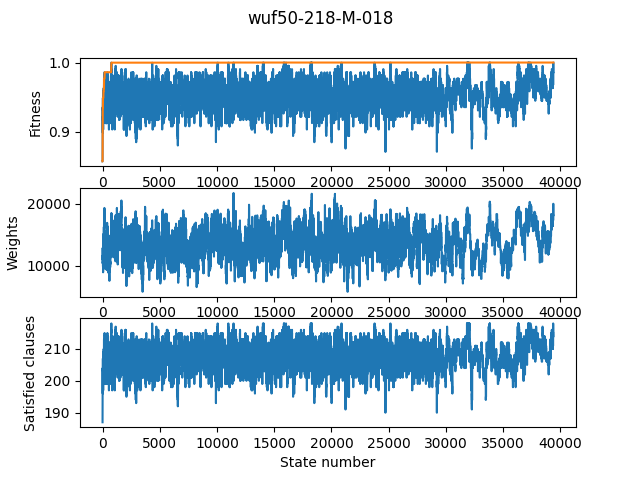 wuf50-218-M-018
1.0
0.9
Fitness
0 5000 10000 15000 20000 25000 30000 35000 40000
20000
10000
Weights
0 5000 10000 15000 20000 25000 30000 35000 40000
210
200
190
Satisfied clauses
0 5000 10000 15000 20000 25000 30000 35000 40000
State number